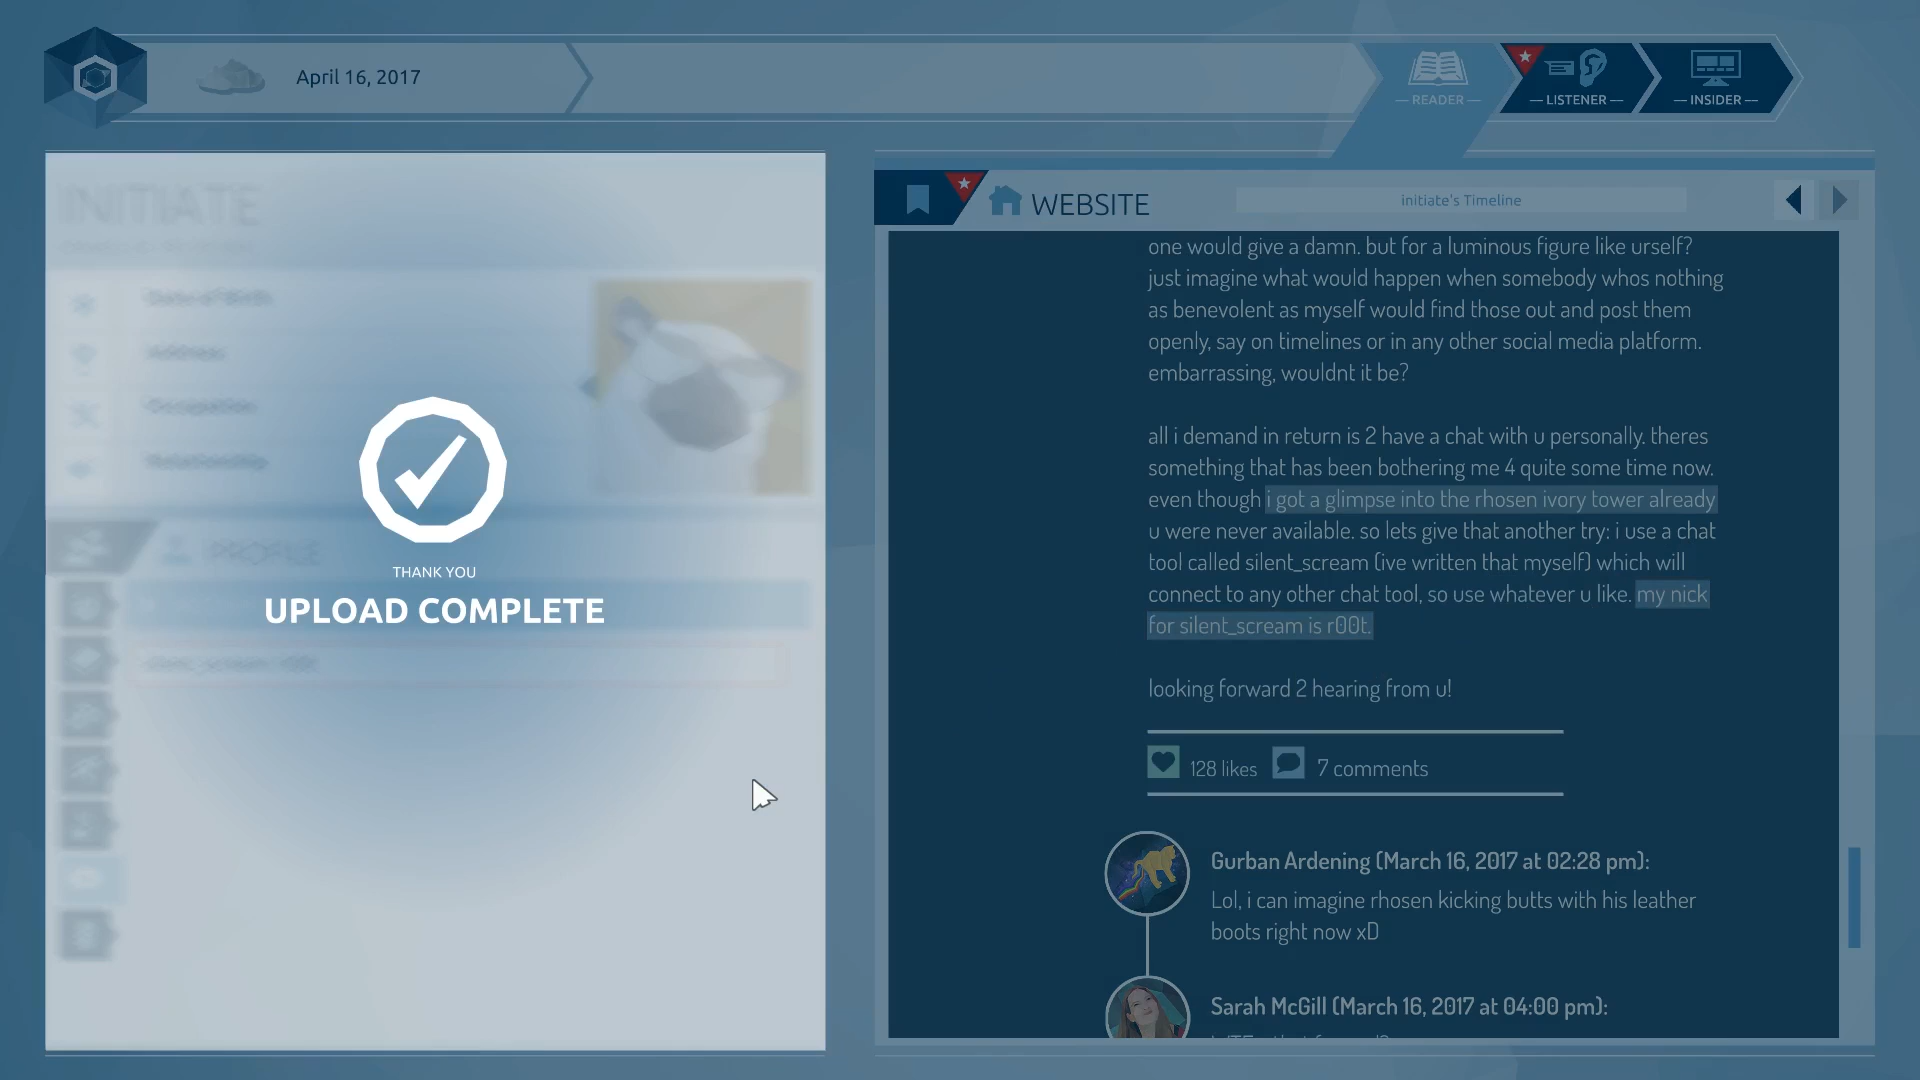 April 16, 2017
READER
LISTENER
INSIDER
INITIATE
Date of Birth
Address
Occupation
Relationship
PROFILE
THANK YOU
UPLOAD COMPLETE
WEBSITE
initiate's Timeline
one would give a damn. but for a luminous figure like urself?
just imagine what would happen when somebody whos nothing
as benevolent as myself would find those out and post them
openly, say on timelines or in any other social media platform.
embarrassing, wouldnt it be?
all i demand in return is 2 have a chat with u personally. theres
something that has been bothering me 4 quite some time now.
even though i got a glimpse into the rhosen ivory tower already
u were never available. so lets give that another try: i use a chat
tool called silent_scream (ive written that myself) which will
connect to any other chat tool, so use whatever u like. my nick
for silent_scream is r00t.
looking forward 2 hearing from u!
128 likes
7 comments
Gurban Ardening (March 16, 2017 at 02:28 pm):
Lol, i can imagine rhosen kicking butts with his leather
boots right now xD
Sarah McGill (March 16, 2017 at 04:00 pm):